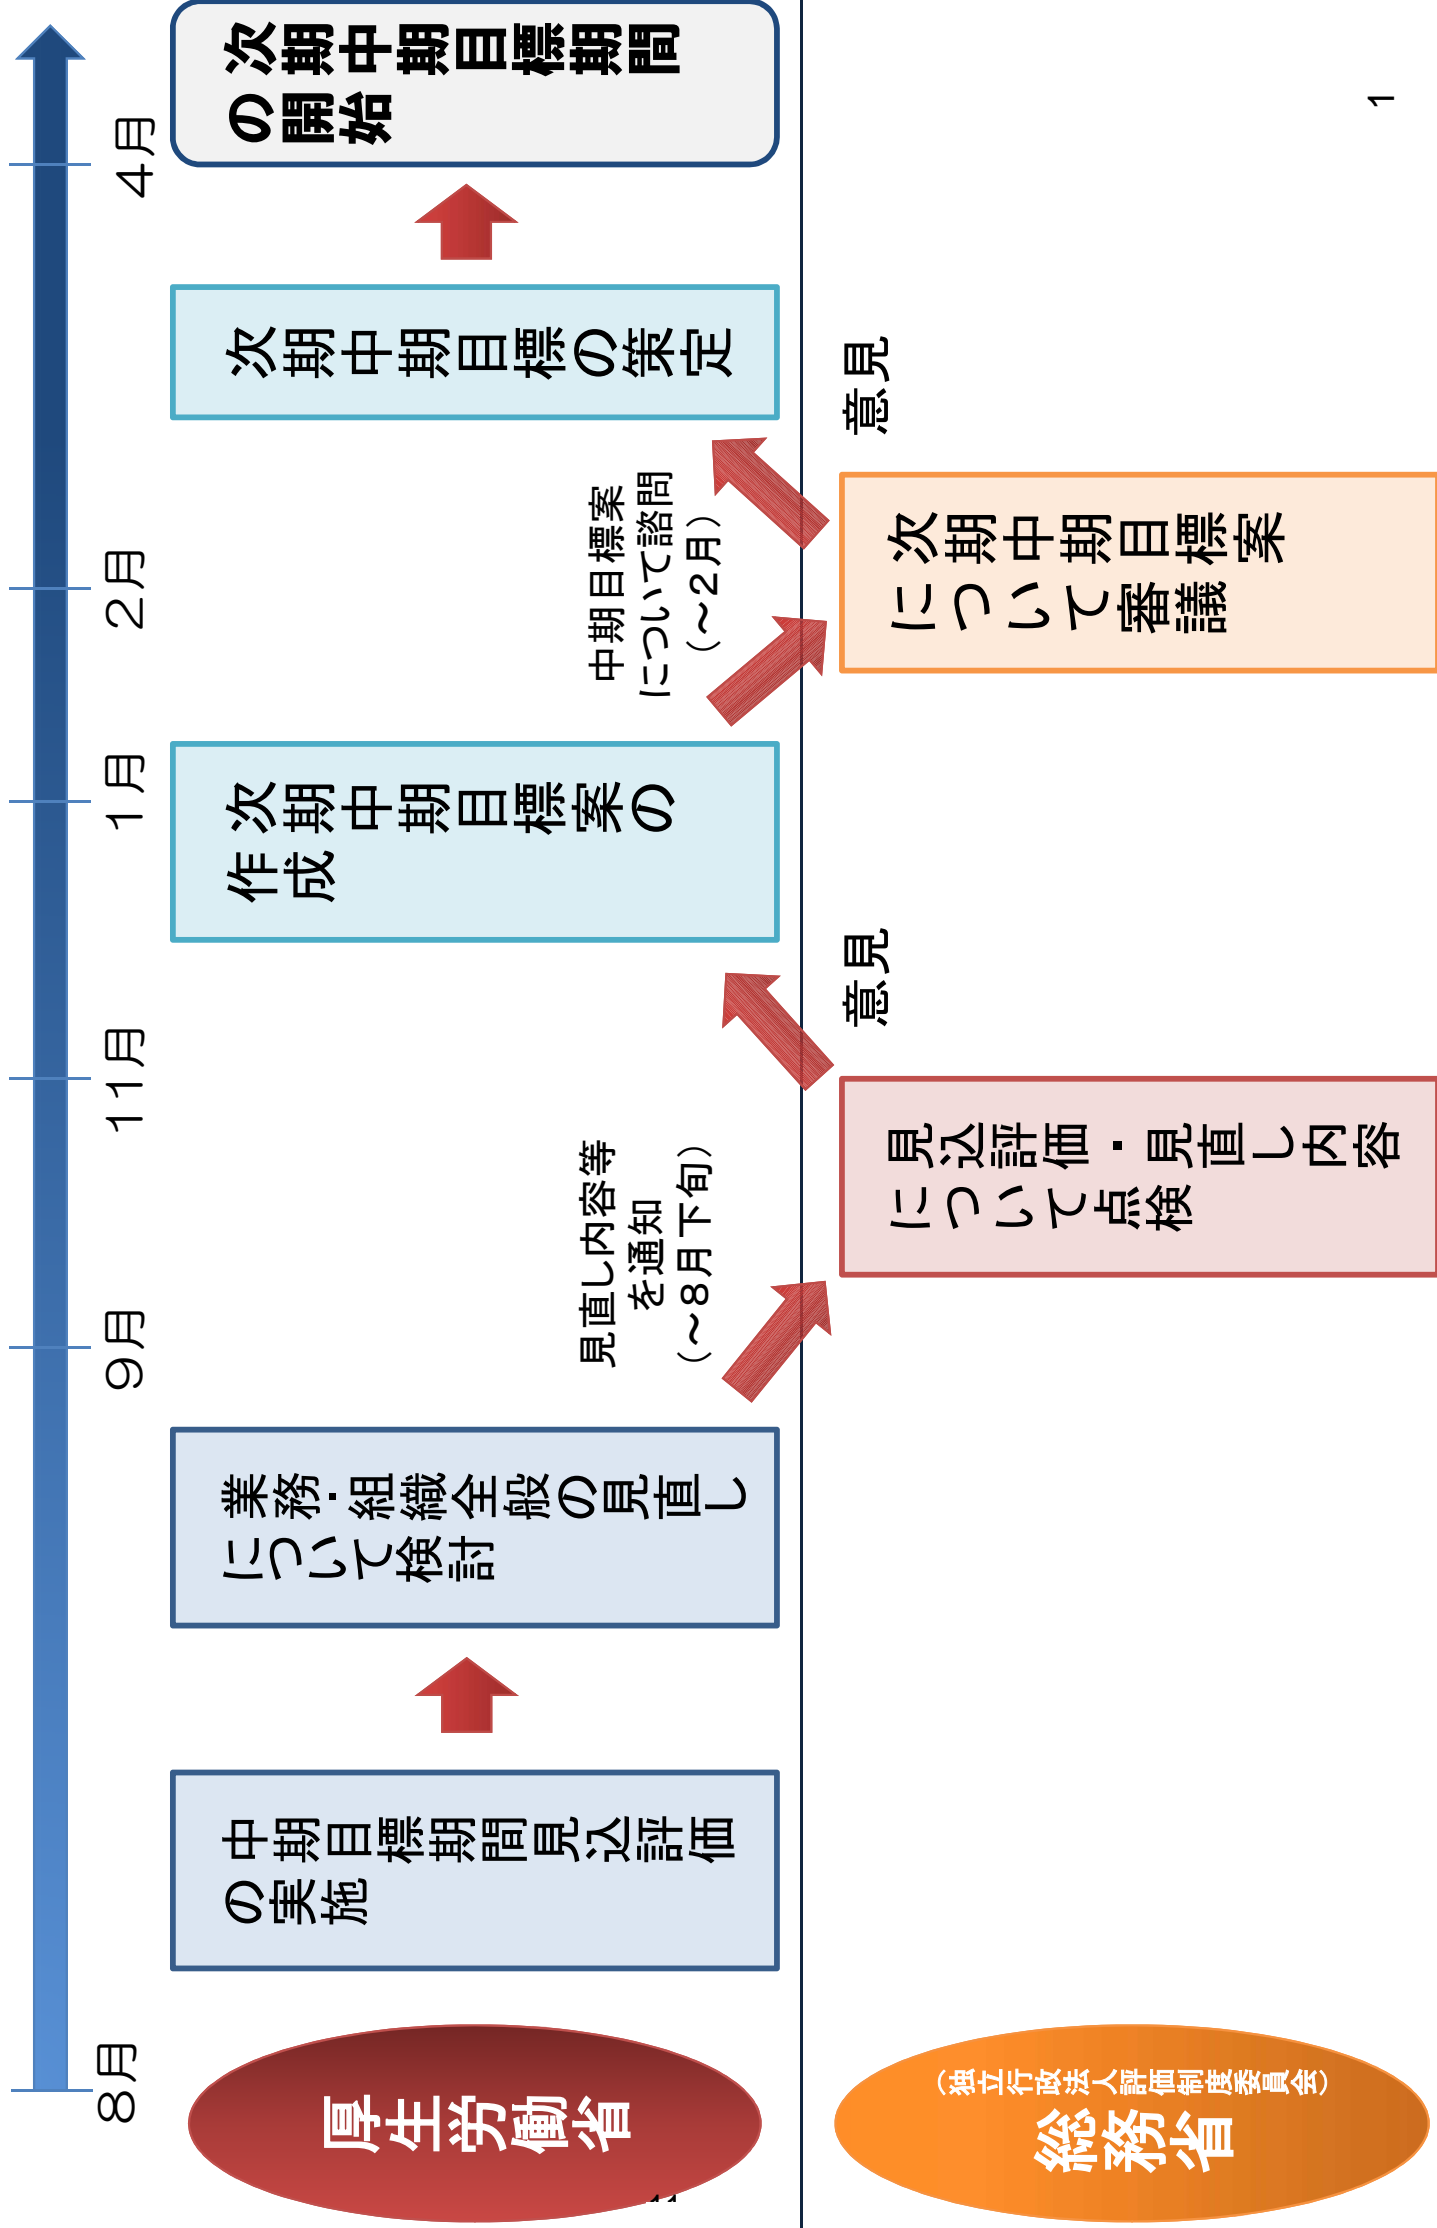 8月
9月
11月
1月
2月
4月
厚生労働省
中期目標期間見込評価
の実施
業務・組織全般の見直し
について検討
見直し内容等
を通知
（～8月下旬）
次期中期目標案の
作成
中期目標案
について諮問
（～2月）
次期中期目標の策定
次期中期目標期間
の開始
総務省
（独立行政法人評価制度委員会）
見込評価・見直し内容
について点検
意見
次期中期目標案
について審議
意見
1